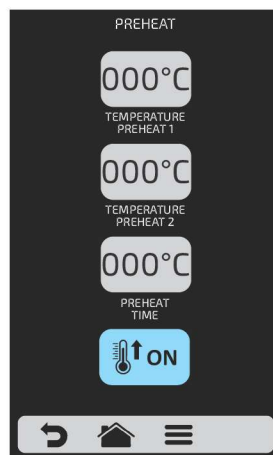 PREHEAT
000°C
TEMPERATURE
PREHEAT 1
000°C
TEMPERATURE
PREHEAT 2
000°C
PREHEAT
TIME
ON